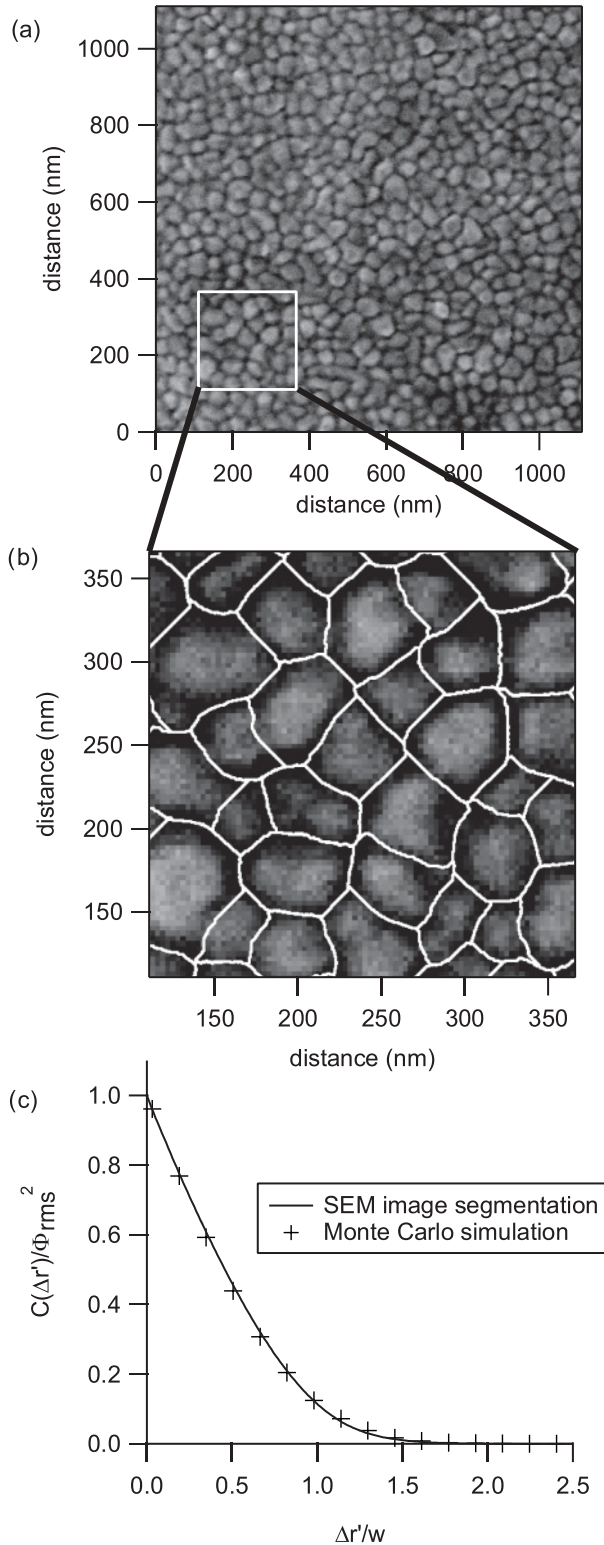 (a)
1000
800
600
400
200
0
distance (nm)
0 200 400 600 800 1000
distance (nm)
(b)
350
300
250
200
150
distance (nm)
150 200 250 300 350
distance (nm)
(c)
1.0
0.8
0.6
0.4
0.2
0.0
C(Δr')/Φrms²
SEM image segmentation
Monte Carlo simulation
0.0 0.5 1.0 1.5 2.0 2.5
Δr'/w